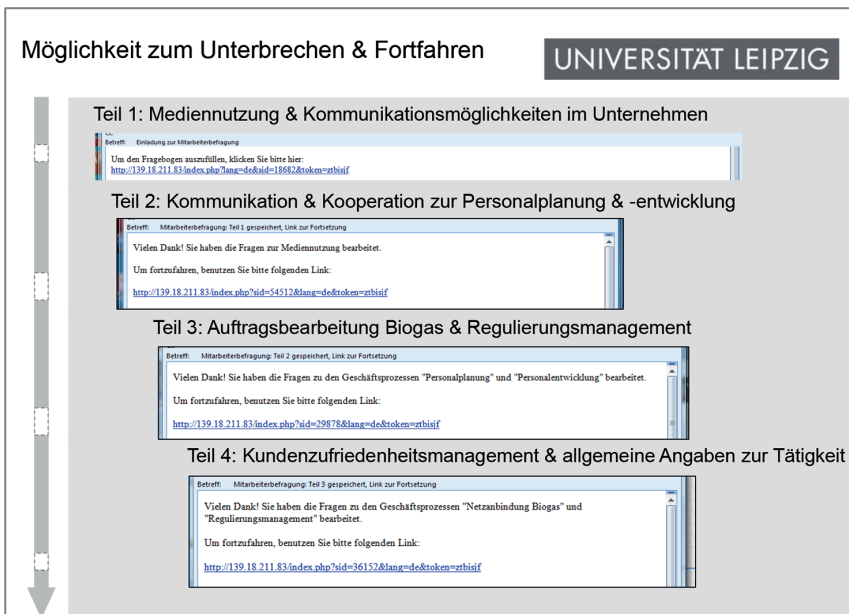 Möglichkeit zum Unterbrechen & Fortfahren
UNIVERSITÄT LEIPZIG
Teil 1: Mediennutzung & Kommunikationsmöglichkeiten im Unternehmen
Betreff: Einladung zur Mitarbeiterbefragung
Um den Fragebogen auszufüllen, klicken Sie bitte hier:
http://139.18.211.83/index.php?lang=de&sid=18682&token=ztbisjf
Teil 2: Kommunikation & Kooperation zur Personalplanung & -entwicklung
Betreff: Mitarbeiterbefragung: Teil 1 gespeichert, Link zur Fortsetzung
Vielen Dank! Sie haben die Fragen zur Mediennutzung bearbeitet.
Um fortzufahren, benutzen Sie bitte folgenden Link:
http://139.18.211.83/index.php?sid=54512&lang=de&token=ztbisjf
Teil 3: Auftragsbearbeitung Biogas & Regulierungsmanagement
Betreff: Mitarbeiterbefragung: Teil 2 gespeichert, Link zur Fortsetzung
Vielen Dank! Sie haben die Fragen zu den Geschäftsprozessen "Personalplanung" und "Personalentwicklung" bearbeitet.
Um fortzufahren, benutzen Sie bitte folgenden Link:
http://139.18.211.83/index.php?sid=29878&lang=de&token=ztbisjf
Teil 4: Kundenzufriedenheitsmanagement & allgemeine Angaben zur Tätigkeit
Betreff: Mitarbeiterbefragung: Teil 3 gespeichert, Link zur Fortsetzung
Vielen Dank! Sie haben die Fragen zu den Geschäftsprozessen "Netzanbindung Biogas" und
"Regulierungsmanagement" bearbeitet.
Um fortzufahren, benutzen Sie bitte folgenden Link:
http://139.18.211.83/index.php?sid=36152&lang=de&token=ztbisjf